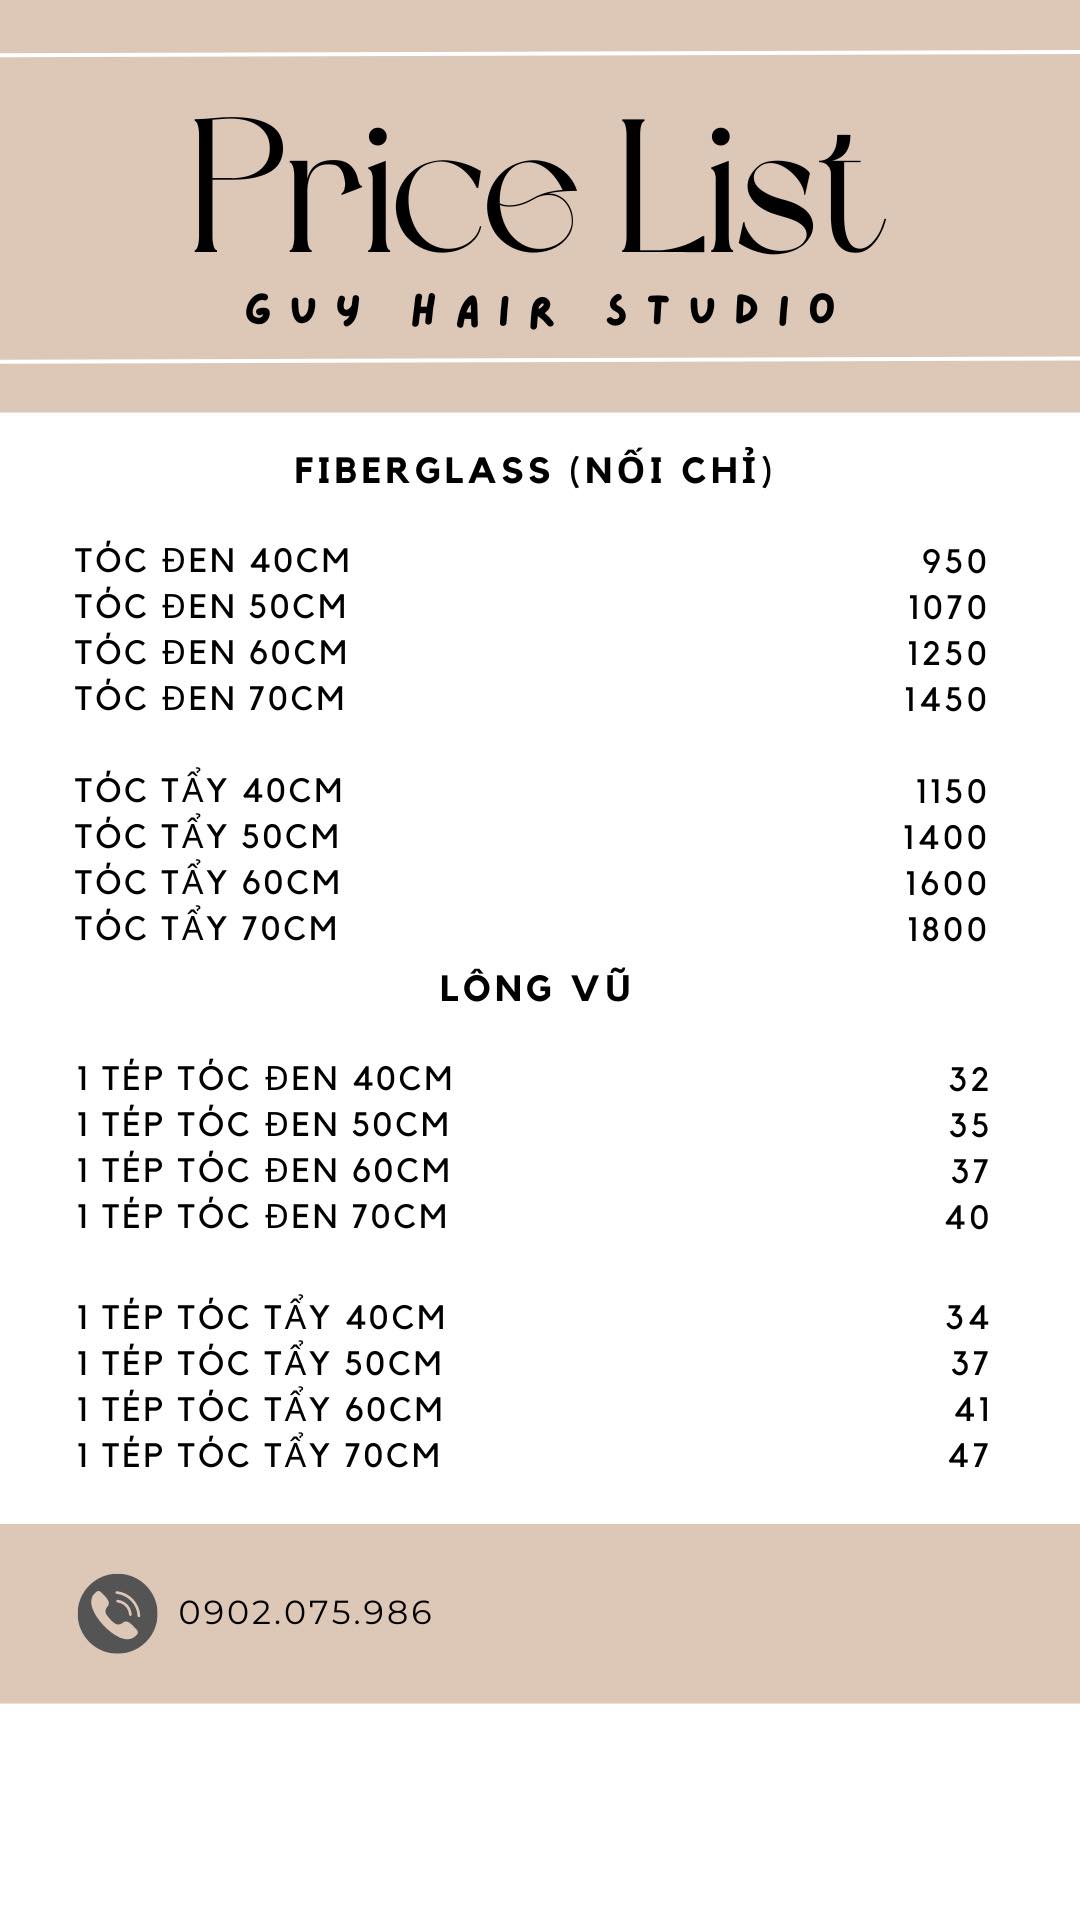 Price List
GUY HAIR STUDIO
FIBERGLASS (NỐI CHỈ)
TÓC ĐEN 40CM 950
TÓC ĐEN 50CM 1070
TÓC ĐEN 60CM 1250
TÓC ĐEN 70CM 1450
TÓC TẨY 40CM 1150
TÓC TẨY 50CM 1400
TÓC TẨY 60CM 1600
TÓC TẨY 70CM 1800
LÔNG VŨ
1 TÉP TÓC ĐEN 40CM 32
1 TÉP TÓC ĐEN 50CM 35
1 TÉP TÓC ĐEN 60CM 37
1 TÉP TÓC ĐEN 70CM 40
1 TÉP TÓC TẨY 40CM 34
1 TÉP TÓC TẨY 50CM 37
1 TÉP TÓC TẨY 60CM 41
1 TÉP TÓC TẨY 70CM 47
0902.075.986